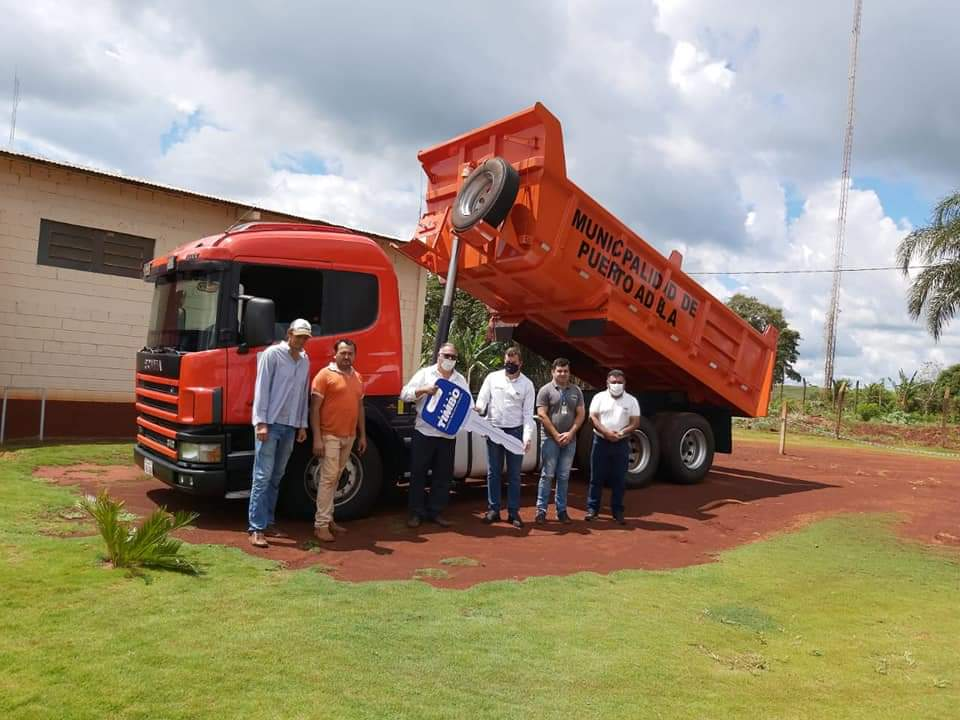 MUNICIPALIDAD DE
PUERTO ADELA
SCANIA
TIMBO